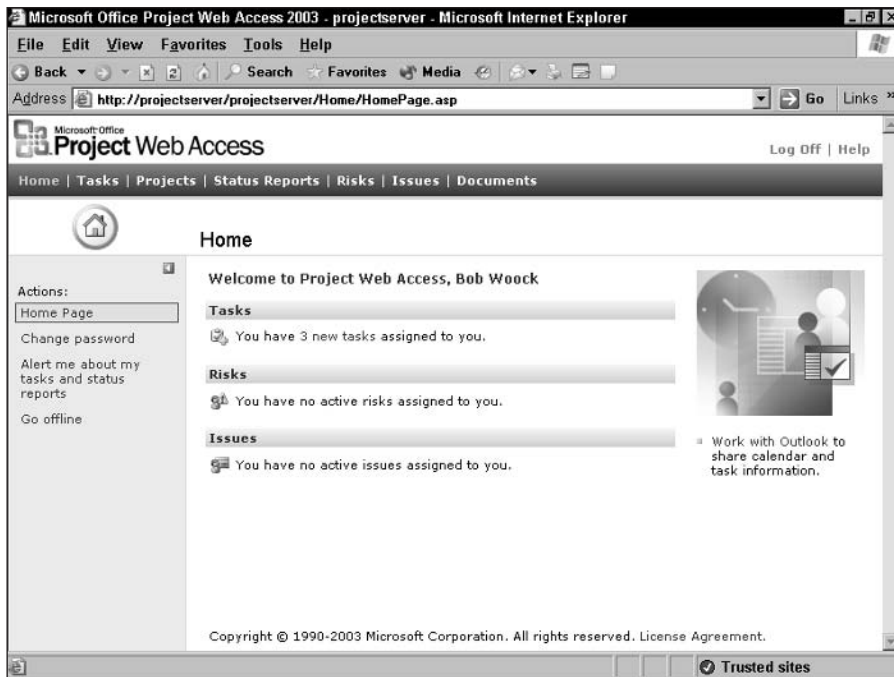 Microsoft Office Project Web Access 2003 - projectserver - Microsoft Internet Explorer
File Edit View Favorites Tools Help
Back Search Favorites Media
Address http://projectserver/projectserver/Home/HomePage.asp Go Links »
Microsoft Office
Project Web Access
Log Off | Help
Home | Tasks | Projects | Status Reports | Risks | Issues | Documents
Home
Actions:
Home Page
Change password
Alert me about my
tasks and status
reports
Go offline
Welcome to Project Web Access, Bob Woock
Tasks
You have 3 new tasks assigned to you.
Risks
You have no active risks assigned to you.
Issues
You have no active issues assigned to you.
Work with Outlook to
share calendar and
task information.
Copyright © 1990-2003 Microsoft Corporation. All rights reserved. License Agreement.
Trusted sites